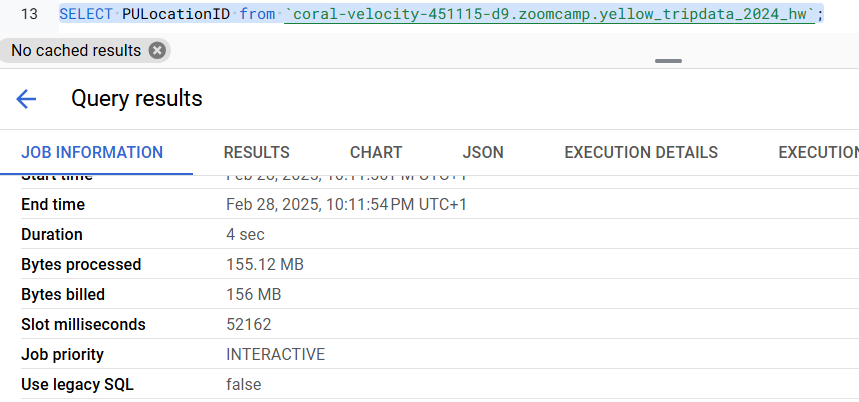 13 SELECT PULocationID from `coral-velocity-451115-d9.zoomcamp.yellow_tripdata_2024_hw`;
No cached results
Query results
JOB INFORMATION RESULTS CHART JSON EXECUTION DETAILS EXECUTION
Start time
End time Feb 28, 2025, 10:11:54 PM UTC+1
Duration 4 sec
Bytes processed 155.12 MB
Bytes billed 156 MB
Slot milliseconds 52162
Job priority INTERACTIVE
Use legacy SQL false